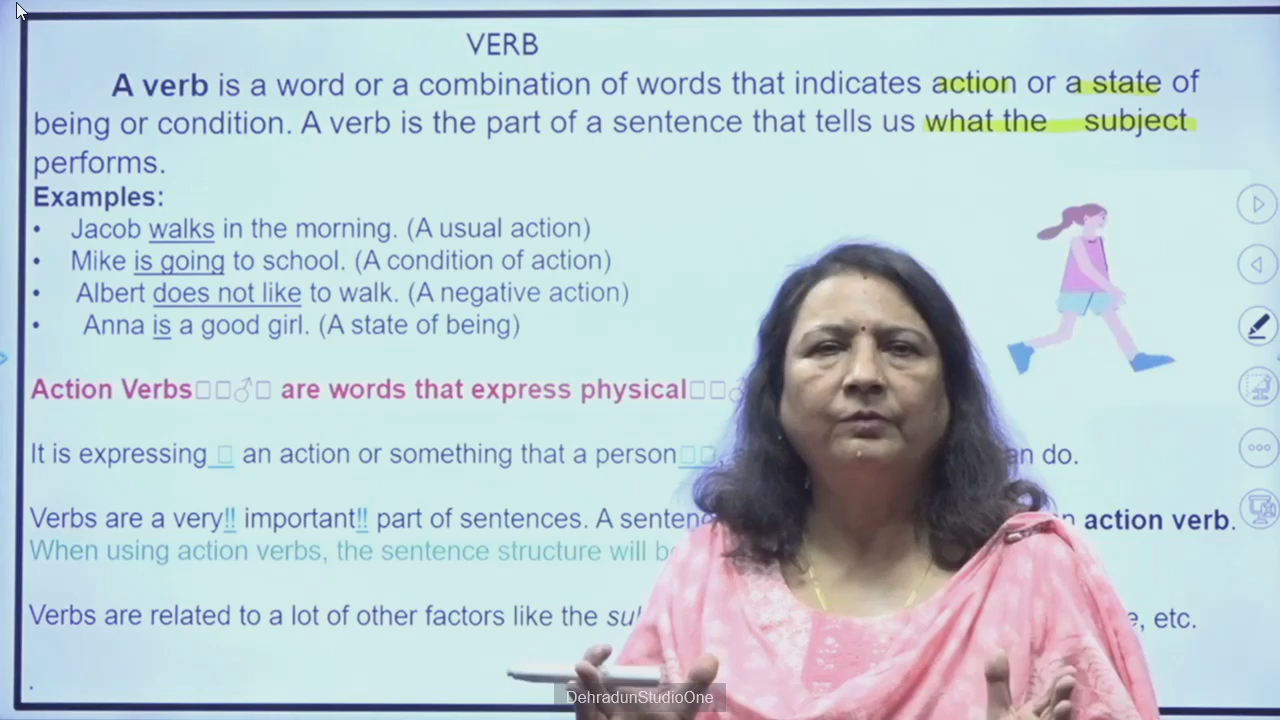 VERB
A verb is a word or a combination of words that indicates action or a state of
being or condition. A verb is the part of a sentence that tells us what the subject
performs.
Examples:
• Jacob walks in the morning. (A usual action)
• Mike is going to school. (A condition of action)
• Albert does not like to walk. (A negative action)
• Anna is a good girl. (A state of being)
Action Verbs□□♂□ are words that express physical□□♂
It is expressing □ an action or something that a person□□, an do.
Verbs are a very‼ important‼ part of sentences. A action verb.
When using action verbs, the sentence structure will
Verbs are related to a lot of other factors like the etc.
DehradunStudioOne